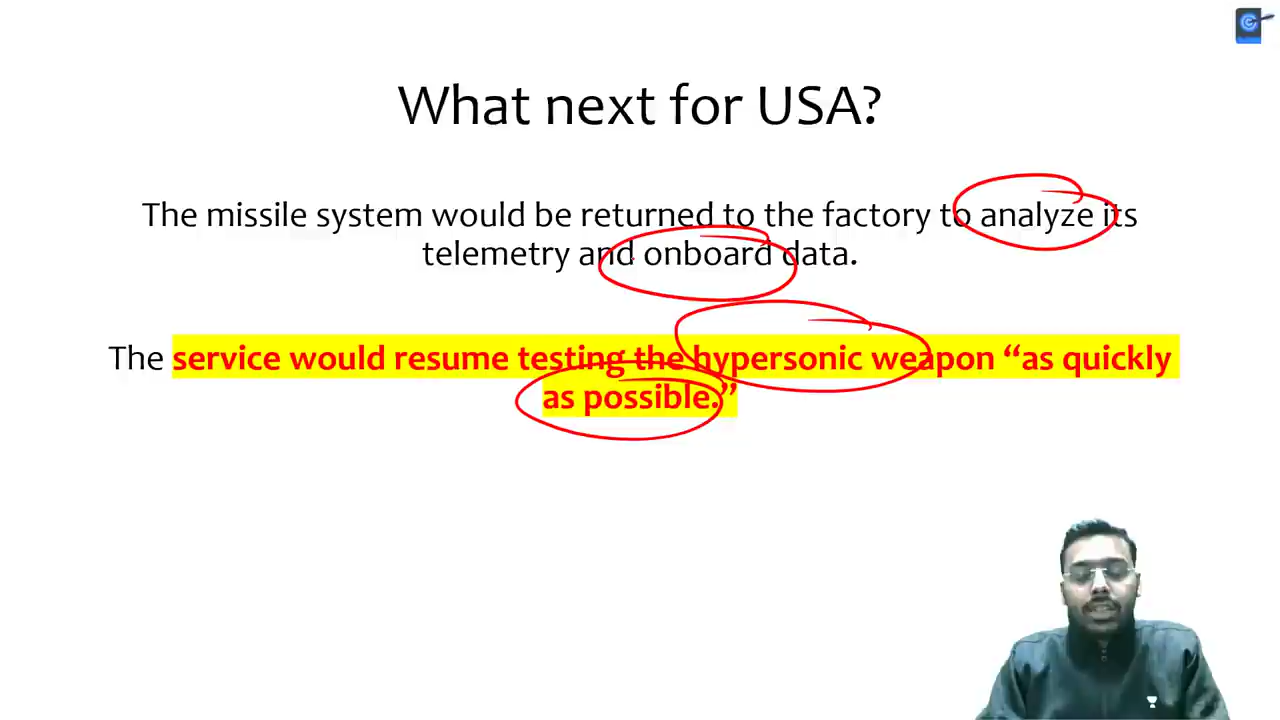 What next for USA?
The missile system would be returned to the factory to analyze its
telemetry and onboard data.
The service would resume testing the hypersonic weapon “as quickly
as possible.”